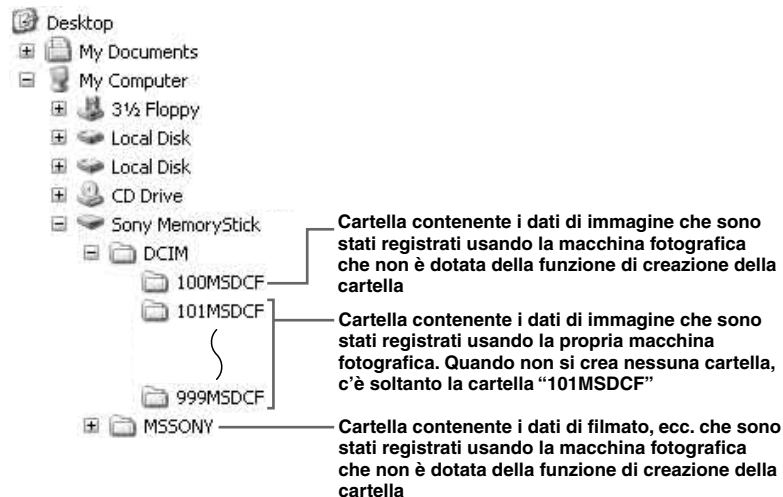 Desktop
My Documents
My Computer
3½ Floppy
Local Disk
Local Disk
CD Drive
Sony MemoryStick
DCIM
100MSDCF
101MSDCF
999MSDCF
MSSONY
Cartella contenente i dati di immagine che sono
stati registrati usando la macchina fotografica
che non è dotata della funzione di creazione della
cartella
Cartella contenente i dati di immagine che sono
stati registrati usando la propria macchina
fotografica. Quando non si crea nessuna cartella,
c’è soltanto la cartella “101MSDCF”
Cartella contenente i dati di filmato, ecc. che sono
stati registrati usando la macchina fotografica
che non è dotata della funzione di creazione della
cartella